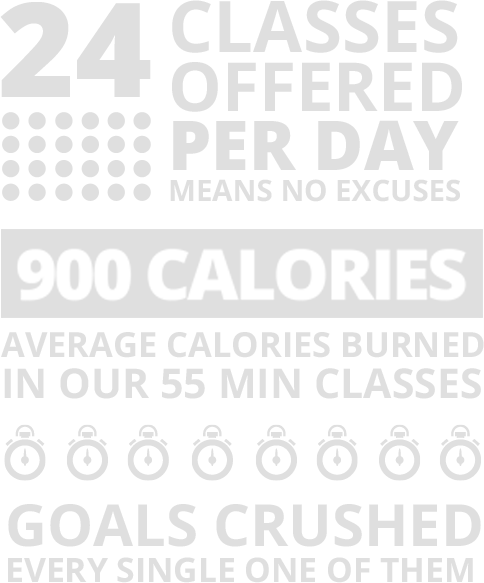 24 CLASSES
OFFERED
PER DAY
MEANS NO EXCUSES
900 CALORIES
AVERAGE CALORIES BURNED
IN OUR 55 MIN CLASSES
GOALS CRUSHED
EVERY SINGLE ONE OF THEM